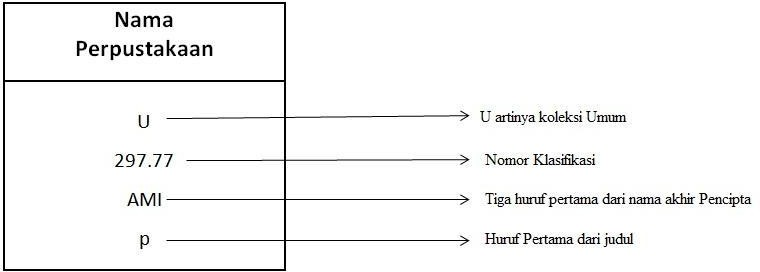 Nama
Perpustakaan
U U artinya koleksi Umum
297.77 Nomor Klasifikasi
AMI Tiga huruf pertama dari nama akhir Pencipta
p Huruf Pertama dari judul